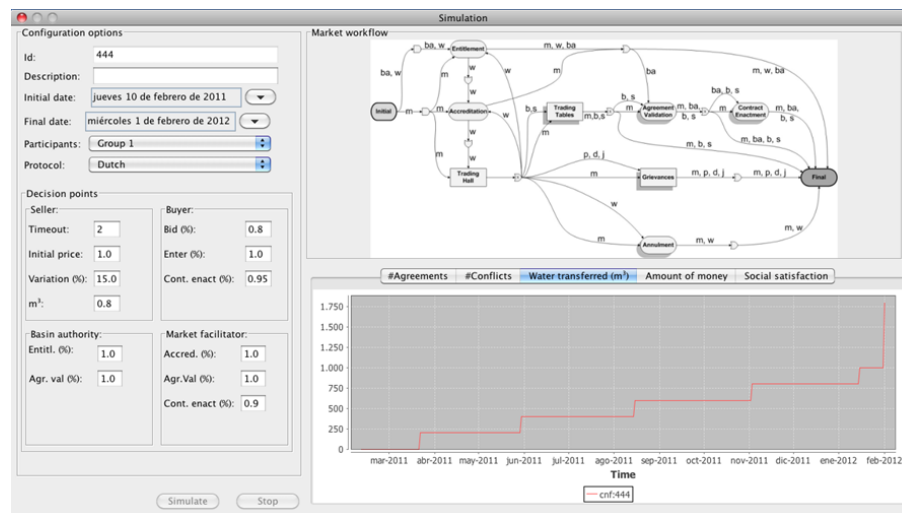 Simulation
Configuration options
Id: 444
Description:
Initial date: jueves 10 de febrero de 2011
Final date: miércoles 1 de febrero de 2012
Participants: Group 1
Protocol: Dutch
Decision points
Seller:
Timeout: 2
Initial price: 1.0
Variation (%): 15.0
m³: 0.8
Buyer:
Bid (%): 0.8
Enter (%): 1.0
Cont. enact (%): 0.95
Basin authority:
Entitl. (%): 1.0
Agr. val (%): 1.0
Market facilitator:
Accred. (%): 1.0
Agr.Val (%): 1.0
Cont. enact (%): 0.9
Simulate Stop
Market workflow
ba, w
Entitlement
m, w, ba
ba, w
m
w
w
m
ba
m, w, ba
Initial
m
m
Accreditation
w
b,s
Trading Tables
m,b,s
b, s
Agreement Validation
m, ba, b, s
ba, b, s
Contract Enactment
m, ba, b, s
m
w
w
m
m, b, s
m, ba, b, s
Trading Hall
p, d, j
m
Grievances
m, p, d, j
m, p, d, j
Final
w
m
Annulment
m, w
m, w
#Agreements #Conflicts Water transferred (m³) Amount of money Social satisfaction
1.750
1.500
1.250
1.000
750
500
250
0
mar-2011 abr-2011 may-2011 jun-2011 jul-2011 ago-2011 sep-2011 oct-2011 nov-2011 dic-2011 ene-2012 feb-2012
Time
cnf:444